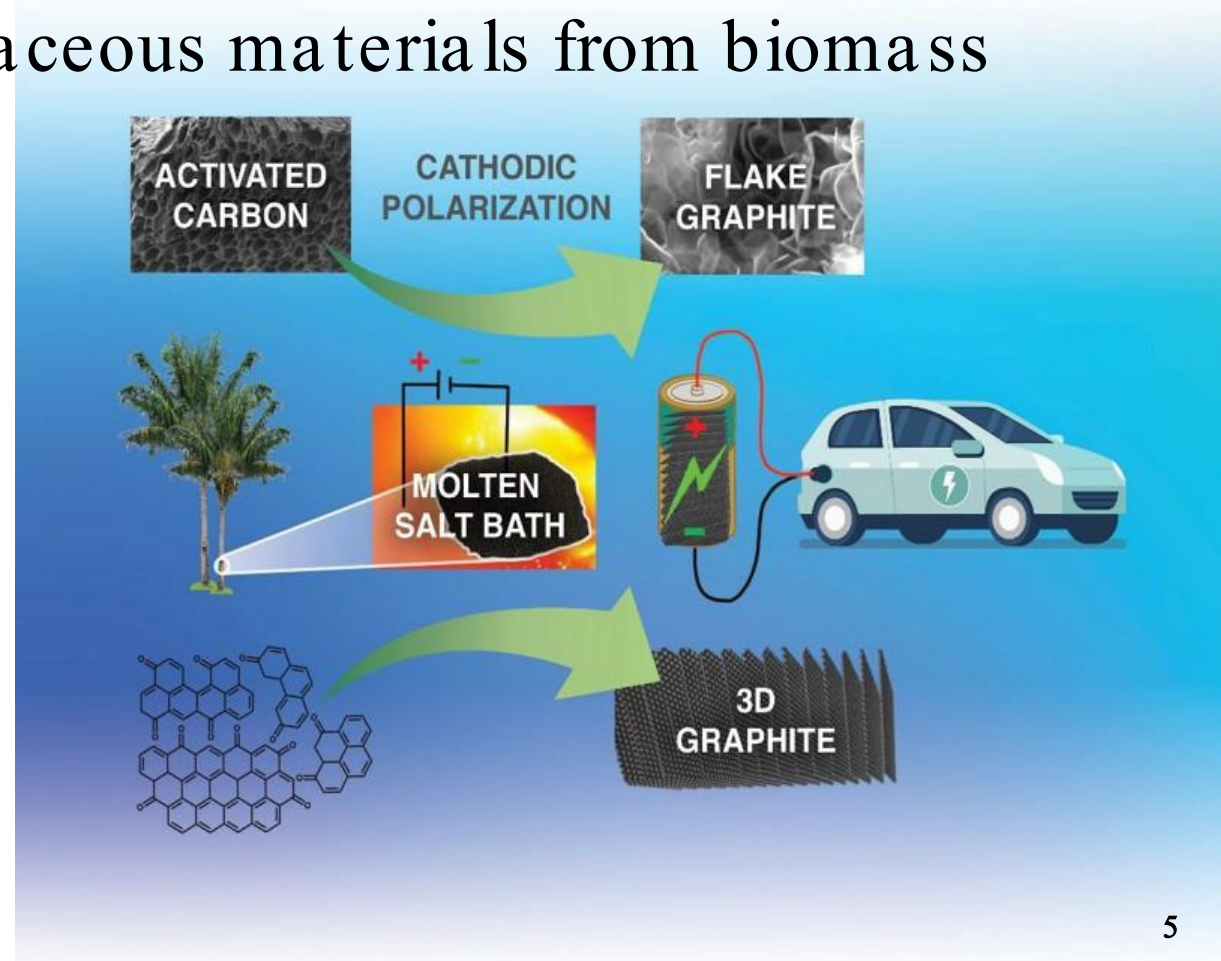 aceous materials from biomass
ACTIVATED
CARBON
CATHODIC
POLARIZATION
FLAKE
GRAPHITE
+ −
MOLTEN
SALT BATH
+
−
3D
GRAPHITE
5